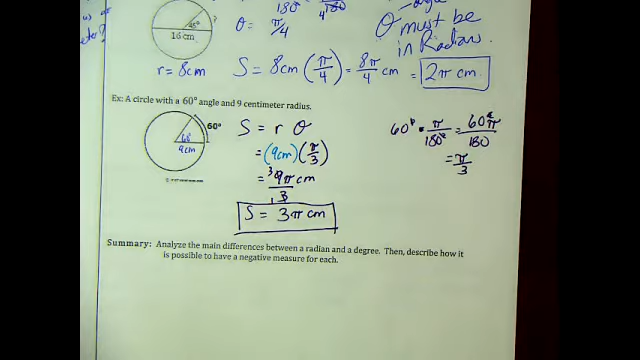 θ must be
in Radian
180°
45°
θ = π/4
16cm
r = 8cm
S = 8cm (π/4) = 8π/4 cm = 2π cm.
Ex: A circle with a 60° angle and 9 centimeter radius.
60°
60°
9cm
S = r θ
= (9cm)(π/3)
= 9π cm/3
S = 3π cm
60° · π/180° = 60π/180
= π/3
Summary: Analyze the main differences between a radian and a degree. Then, describe how it
is possible to have a negative measure for each.